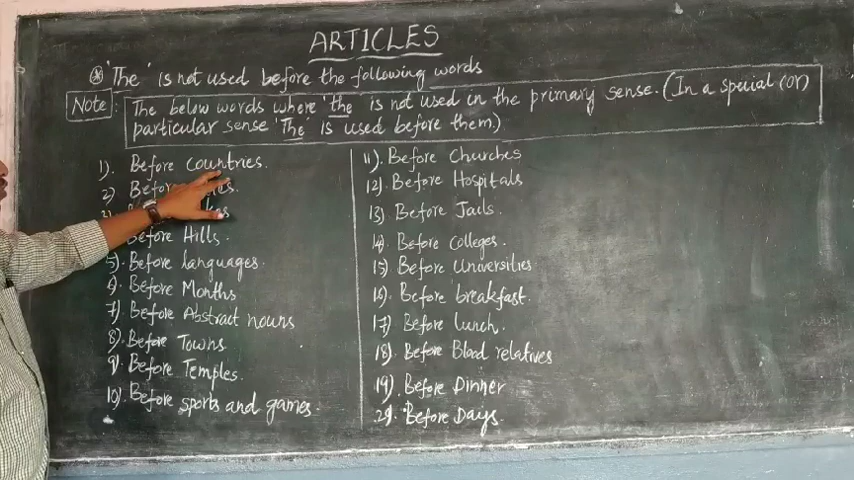 ARTICLES
* 'The' is not used before the following words
Note: The below words where 'the is not used in the primary sense. (In a special (or)
particular sense 'The' is used before them)
1). Before Countries.
2) Before
Before Hills.
5). Before languages.
6). Before Months
7). Before Abstract nouns
8). Before Towns
9). Before Temples.
10). Before sports and games.
11). Before Churches
12). Before Hospitals
13). Before Jails.
14). Before Colleges.
15) Before Universities
16). Before breakfast.
17). Before Lunch.
18). Before Blood relatives
19). Before Dinner
20). Before Days.